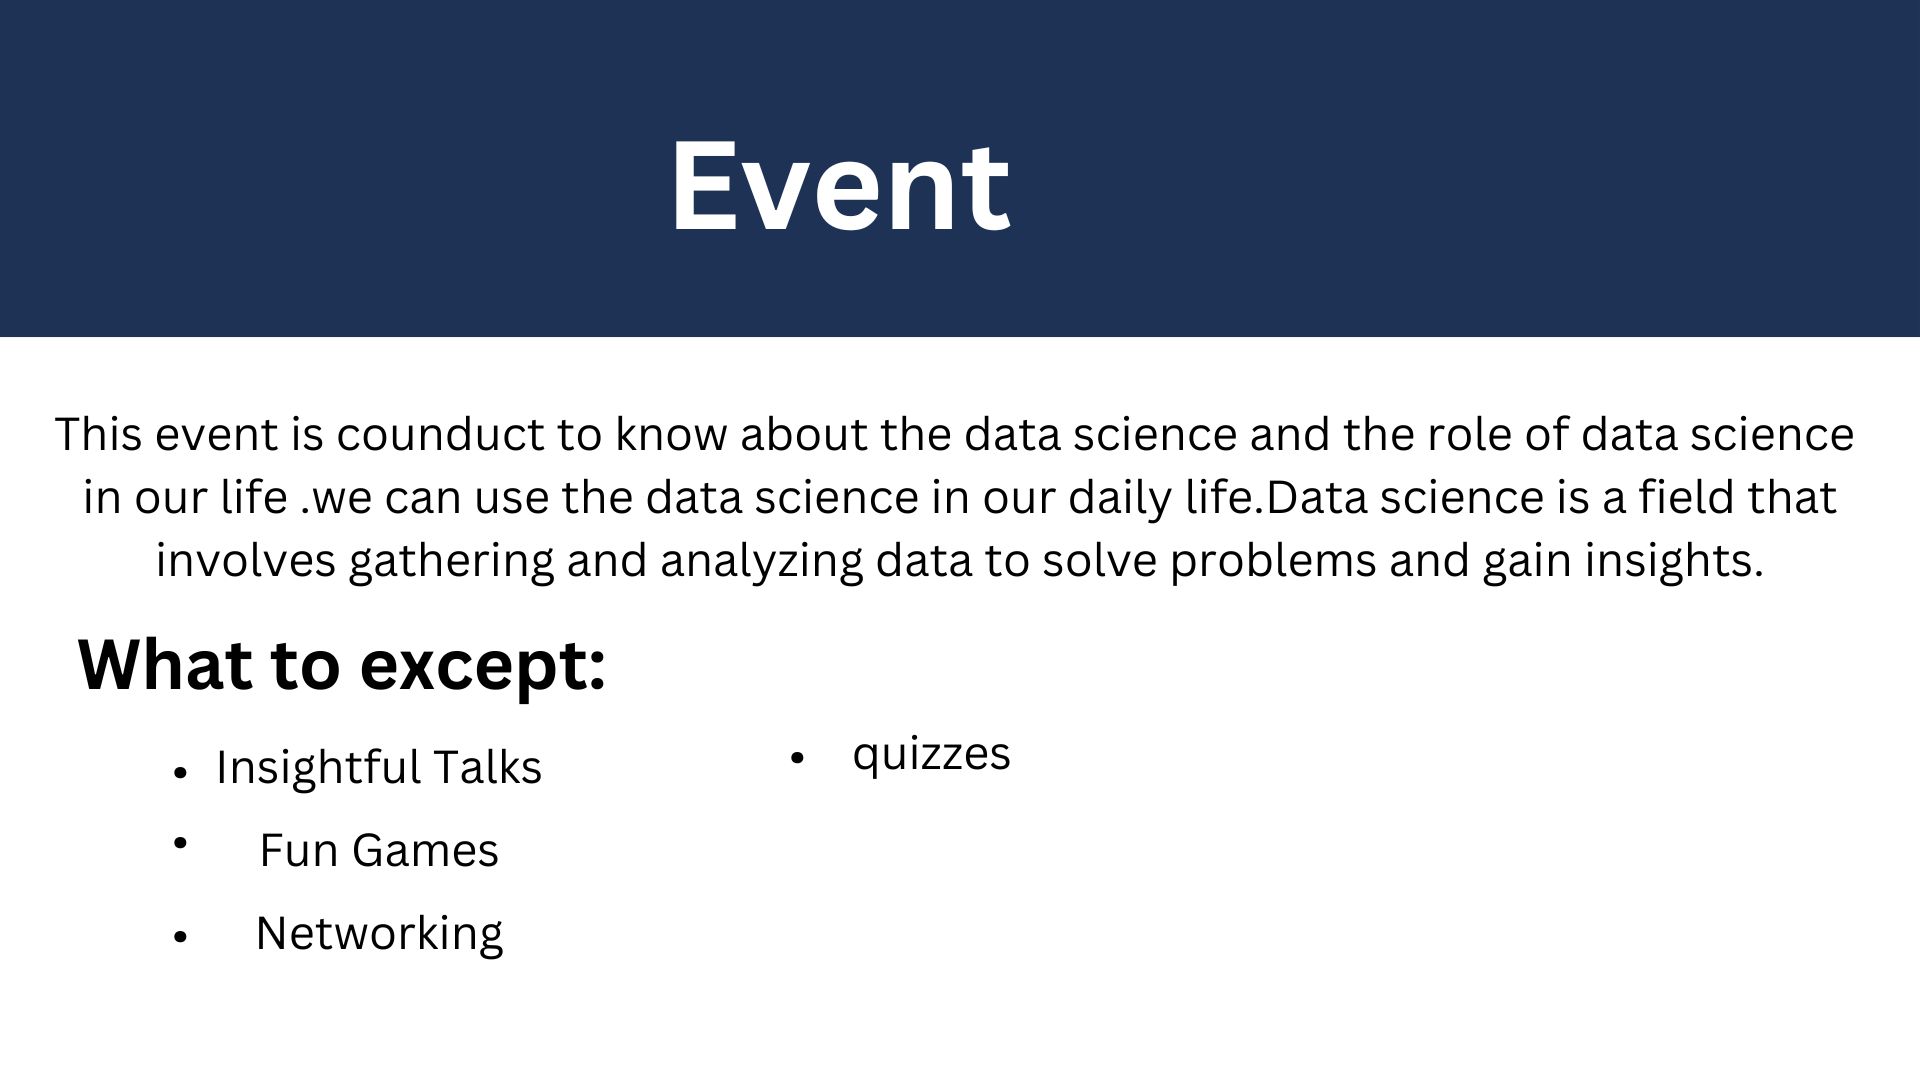 Event
This event is counduct to know about the data science and the role of data science
in our life .we can use the data science in our daily life.Data science is a field that
involves gathering and analyzing data to solve problems and gain insights.
What to except:
• Insightful Talks
• Fun Games
• Networking
• quizzes